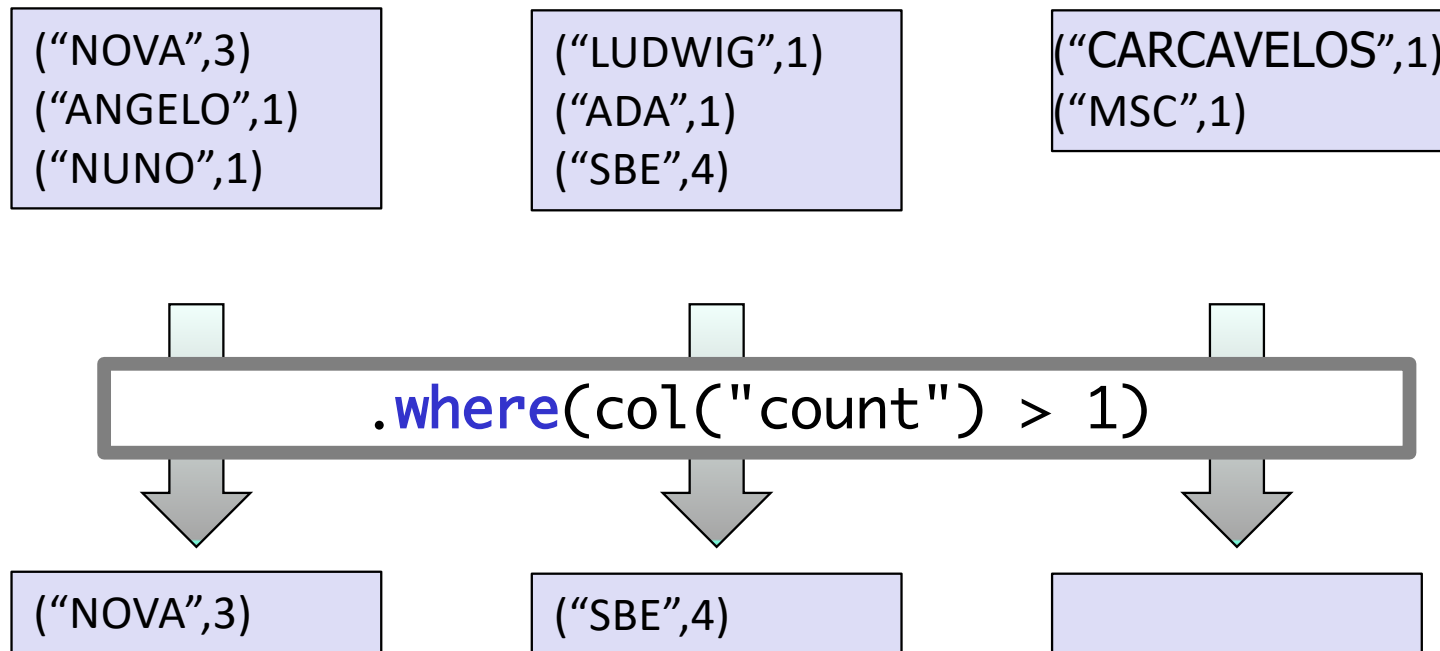 (“NOVA”,3)
(“ANGELO”,1)
(“NUNO”,1)
(“LUDWIG”,1)
(“ADA”,1)
(“SBE”,4)
(“CARCAVELOS”,1)
(“MSC”,1)
.where(col("count") > 1)
(“NOVA”,3)
(“SBE”,4)